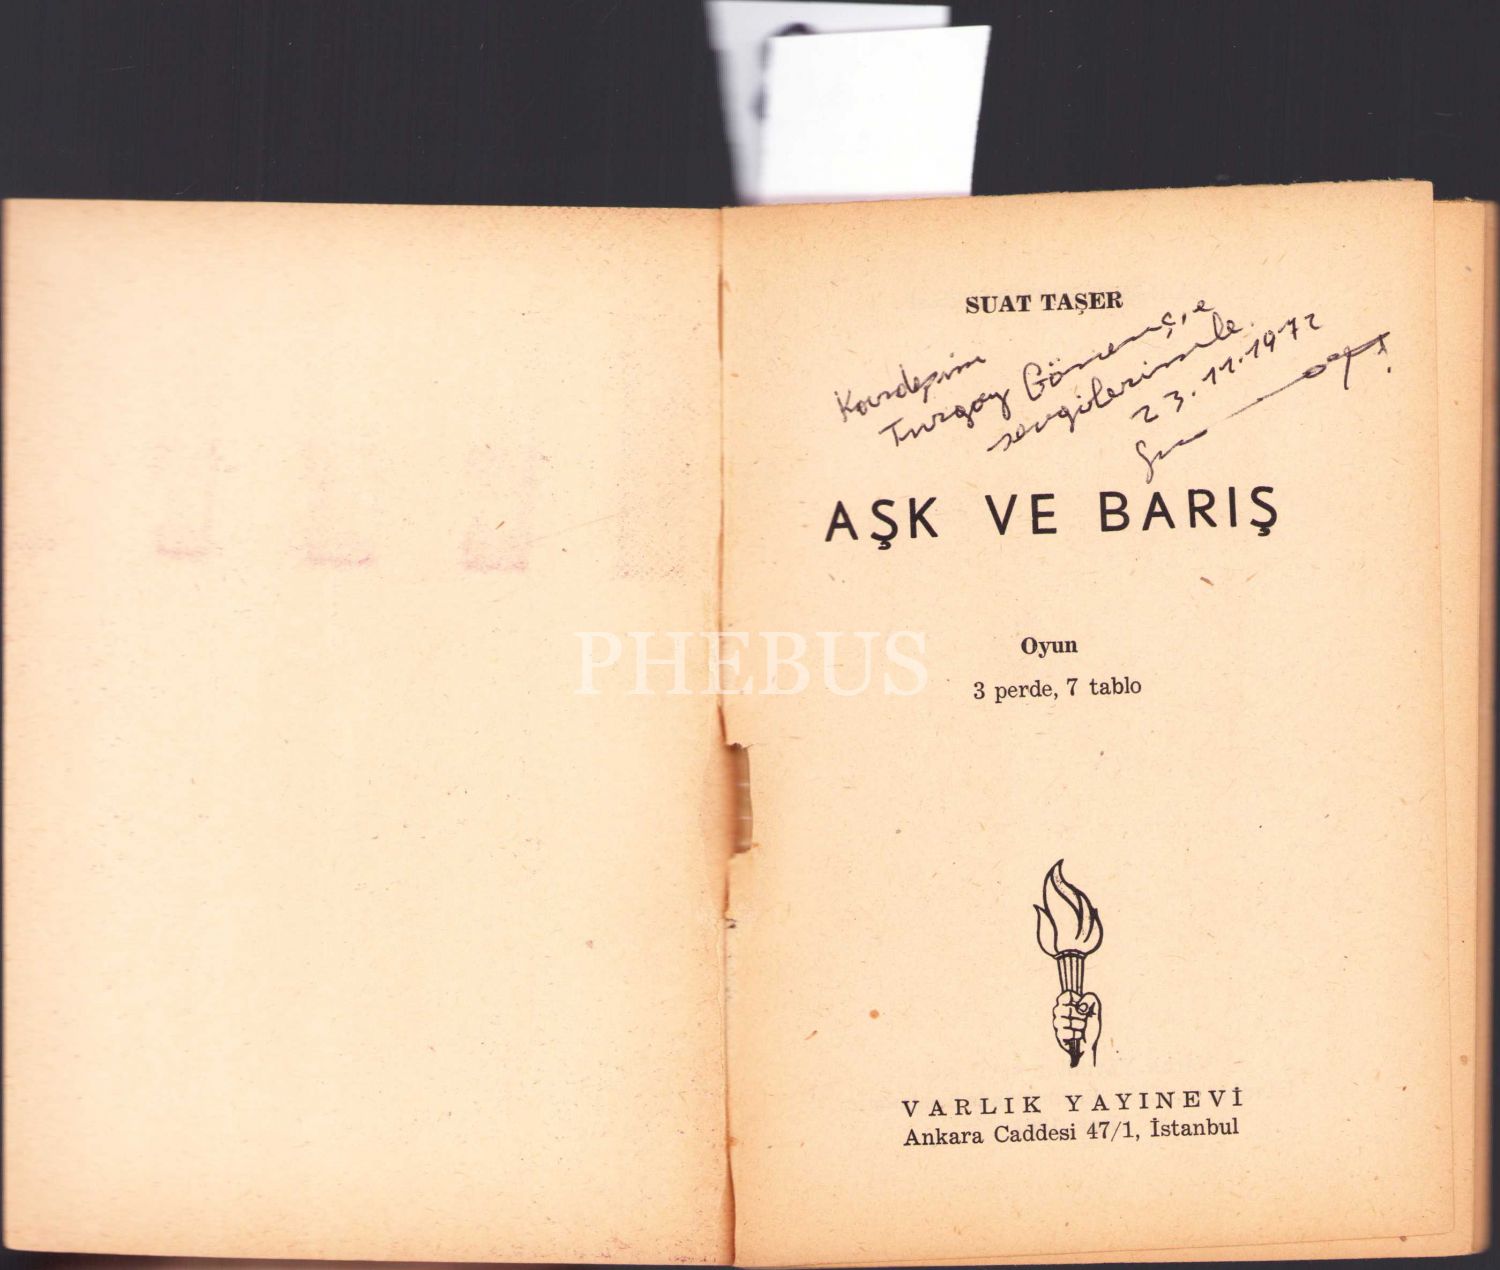 SUAT TAŞER
Kardeşim
Turgay Gönenç'e
sevgilerimle.
23.11.1972
AŞK VE BARIŞ
Oyun
PHEBUS
3 perde, 7 tablo
VARLIK YAYINEVİ
Ankara Caddesi 47/1, İstanbul